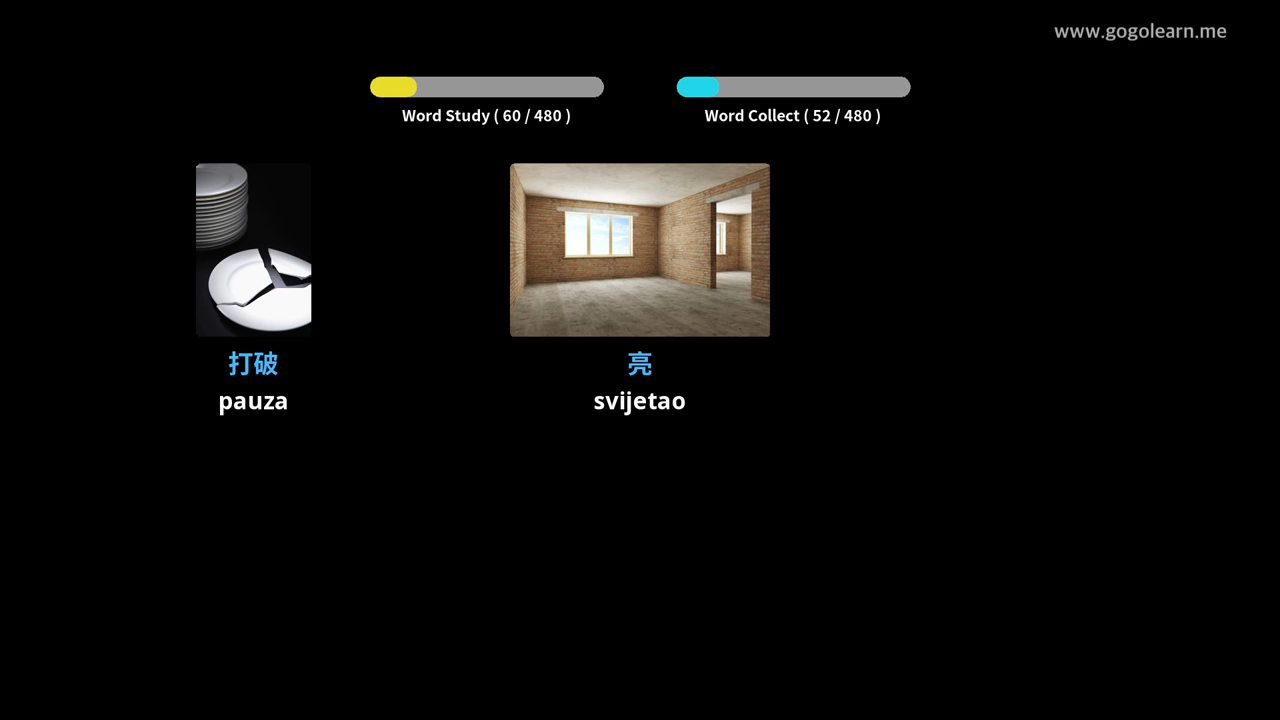 www.gogolearn.me
Word Study ( 60 / 480 )
Word Collect ( 52 / 480 )
打破
pauza
亮
svijetao